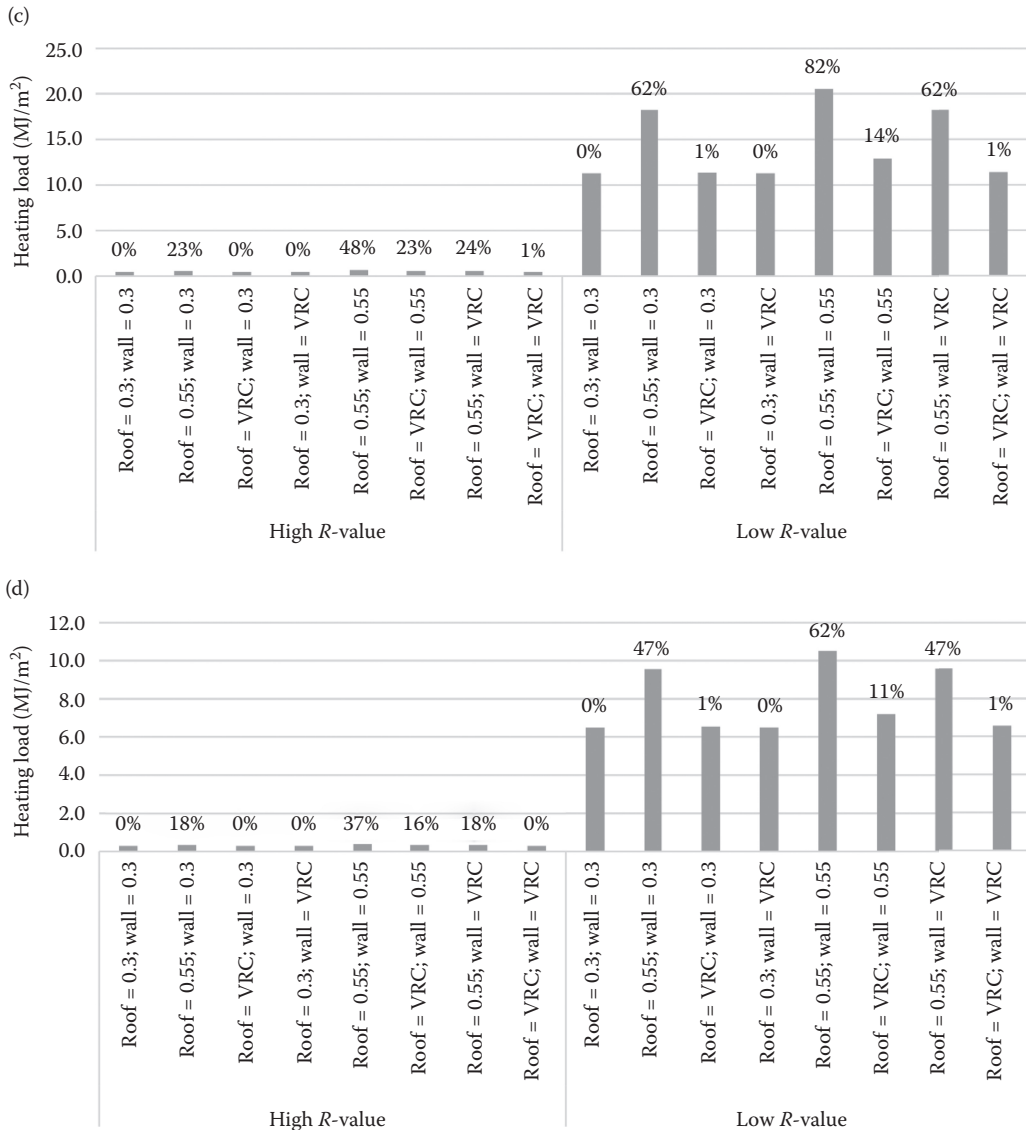 (c)
Heating load (MJ/m²)
25.0
20.0
15.0
10.0
5.0
0.0
0%
23%
0%
0%
48%
23%
24%
1%
0%
62%
1%
0%
82%
14%
62%
1%
Roof = 0.3; wall = 0.3
Roof = 0.55; wall = 0.3
Roof = VRC; wall = 0.3
Roof = 0.3; wall = VRC
Roof = 0.55; wall = 0.55
Roof = VRC; wall = 0.55
Roof = 0.55; wall = VRC
Roof = VRC; wall = VRC
Roof = 0.3; wall = 0.3
Roof = 0.55; wall = 0.3
Roof = VRC; wall = 0.3
Roof = 0.3; wall = VRC
Roof = 0.55; wall = 0.55
Roof = VRC; wall = 0.55
Roof = 0.55; wall = VRC
Roof = VRC; wall = VRC
High R-value
Low R-value
(d)
Heating load (MJ/m²)
12.0
10.0
8.0
6.0
4.0
2.0
0.0
0%
18%
0%
0%
37%
16%
18%
0%
0%
47%
1%
0%
62%
11%
47%
1%
Roof = 0.3; wall = 0.3
Roof = 0.55; wall = 0.3
Roof = VRC; wall = 0.3
Roof = 0.3; wall = VRC
Roof = 0.55; wall = 0.55
Roof = VRC; wall = 0.55
Roof = 0.55; wall = VRC
Roof = VRC; wall = VRC
Roof = 0.3; wall = 0.3
Roof = 0.55; wall = 0.3
Roof = VRC; wall = 0.3
Roof = 0.3; wall = VRC
Roof = 0.55; wall = 0.55
Roof = VRC; wall = 0.55
Roof = 0.55; wall = VRC
Roof = VRC; wall = VRC
High R-value
Low R-value